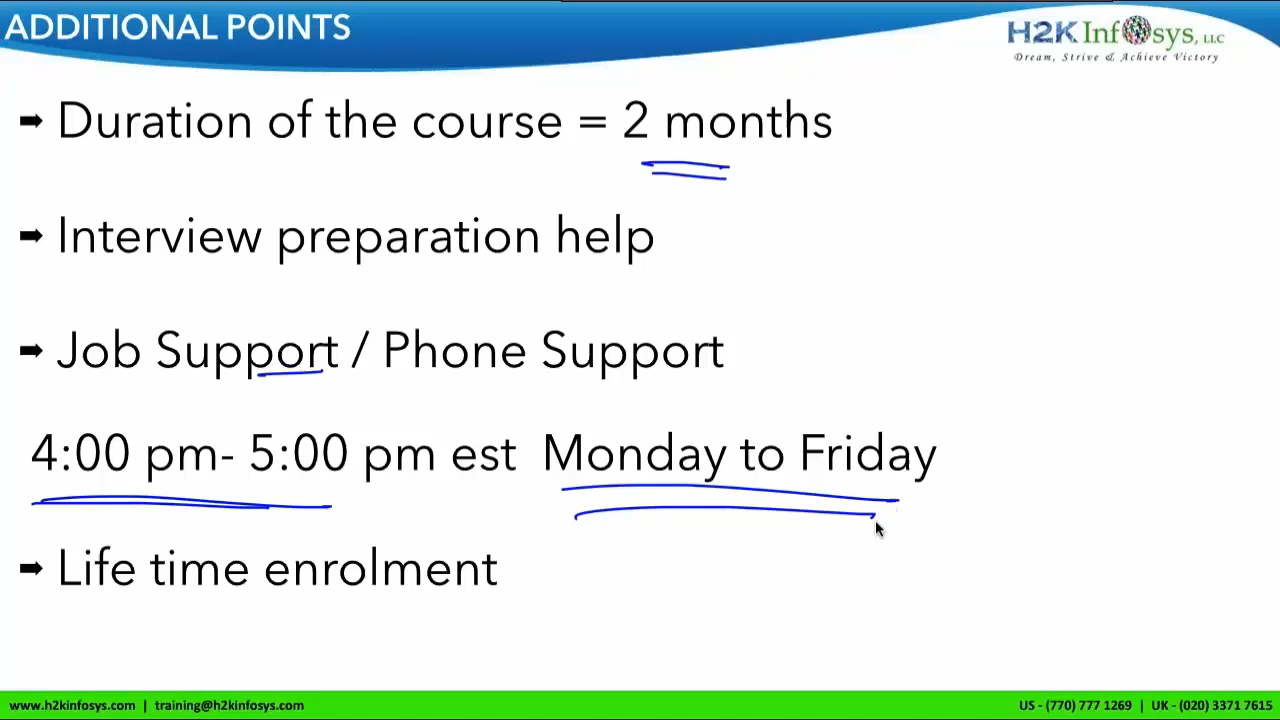 ADDITIONAL POINTS
H2K Infosys, LLC
Dream, Strive & Achieve Victory
➡ Duration of the course = 2 months
➡ Interview preparation help
➡ Job Support / Phone Support
4:00 pm- 5:00 pm est Monday to Friday
➡ Life time enrolment
www.h2kinfosys.com | training@h2kinfosys.com
US - (770) 777 1269 | UK - (020) 3371 7615